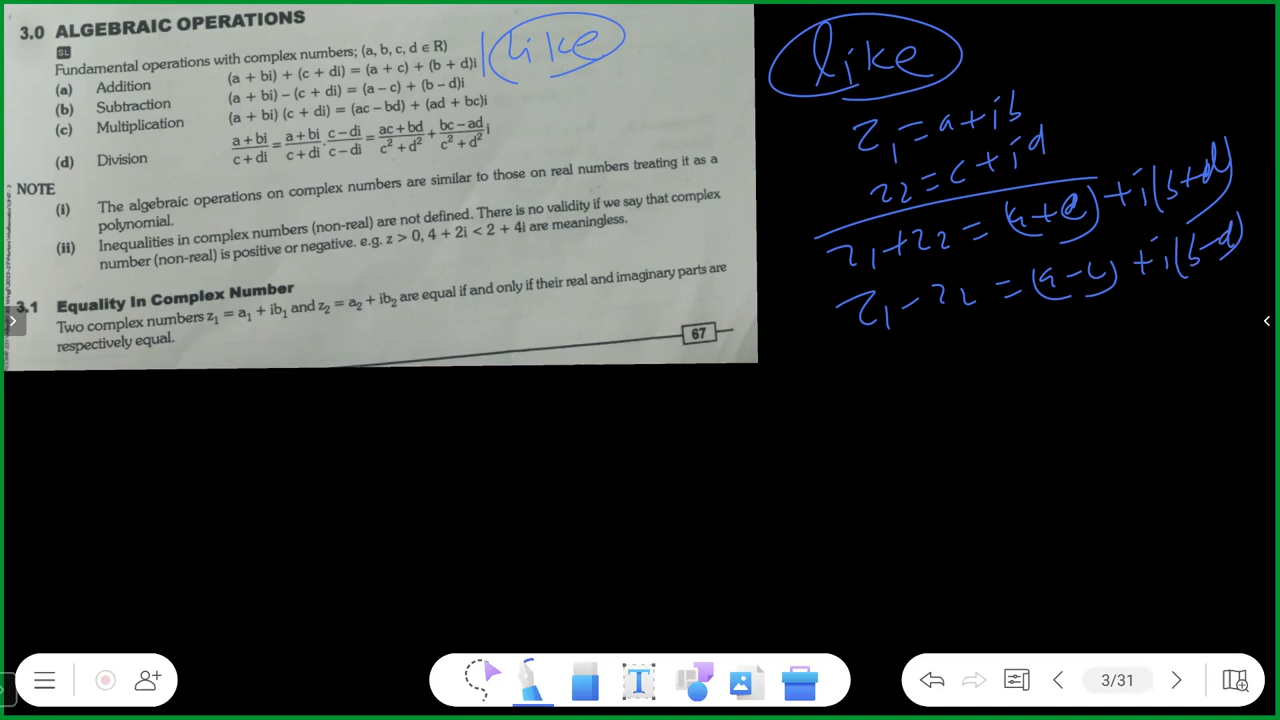 3.0 ALGEBRAIC OPERATIONS
SL
Fundamental operations with complex numbers; (a, b, c, d ∈ R)
(a) Addition (a + bi) + (c + di) = (a + c) + (b + d)i
(b) Subtraction (a + bi) – (c + di) = (a – c) + (b – d)i
(c) Multiplication (a + bi) (c + di) = (ac – bd) + (ad + bc)i
(d) Division (a + bi)/(c + di) = (a + bi)/(c + di) · (c – di)/(c – di) = (ac + bd)/(c² + d²) + (bc – ad)/(c² + d²) i
NOTE
(i) The algebraic operations on complex numbers are similar to those on real numbers treating it as a
polynomial.
(ii) Inequalities in complex numbers (non-real) are not defined. There is no validity if we say that complex
number (non-real) is positive or negative. e.g. z > 0, 4 + 2i < 2 + 4i are meaningless.
3.1 Equality In Complex Number
Two complex numbers z₁ = a₁ + ib₁ and z₂ = a₂ + ib₂ are equal if and only if their real and imaginary parts are
respectively equal.
67
like
like
z₁ = a + ib
z₂ = c + id
z₁ + z₂ = (a + c) + i(b + d)
z₁ – z₂ = (a – c) + i(b – d)
3/31